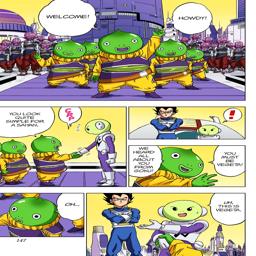 WELCOME!
HOWDY!
YOU LOOK
QUITE
SIMPLE FOR
A SAIYAN.
!
WE
HEARD ALL
ABOUT
YOU FROM
GOKU!
YOU
MUST BE
VEGETA.
OH...
UM,
THIS IS
VEGETA.
147